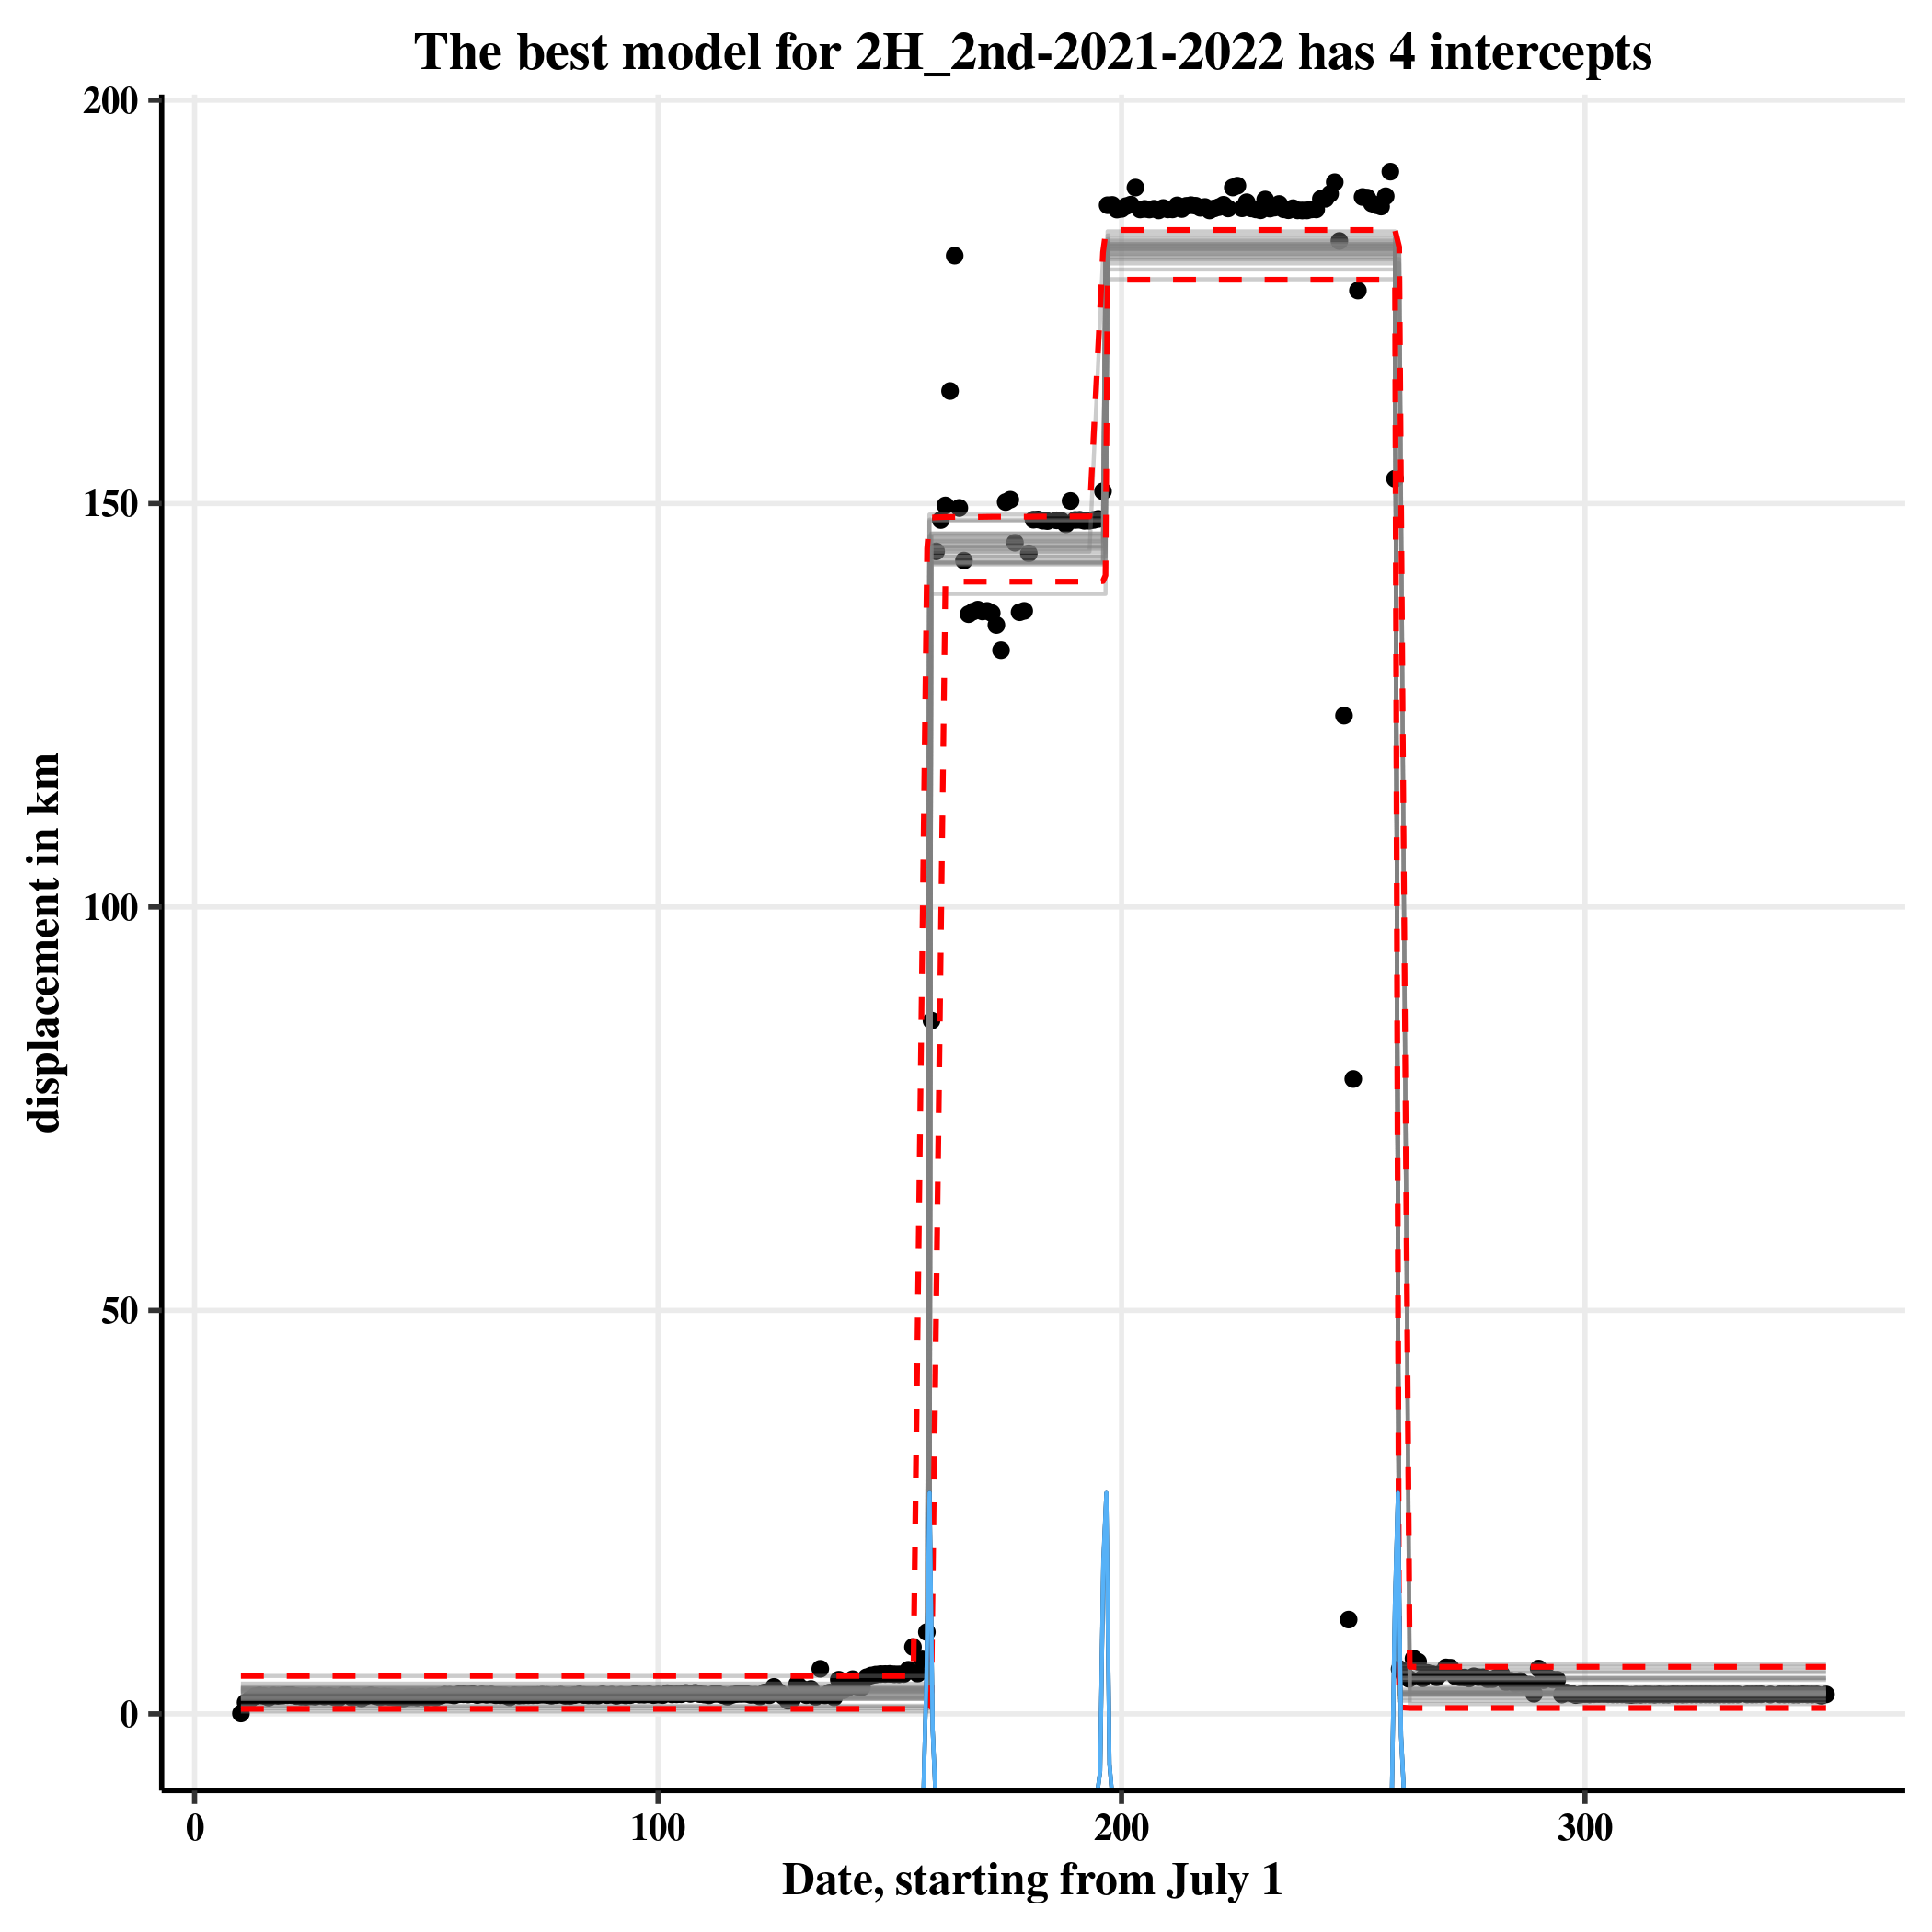 The best model for 2H_2nd-2021-2022 has 4 intercepts
200
150
100
50
0
displacement in km
0 100 200 300
Date, starting from July 1